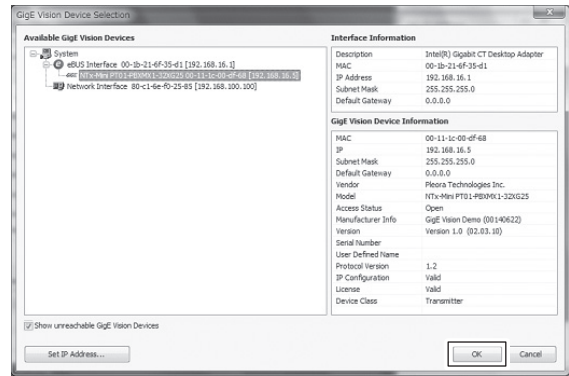 GigE Vision Device Selection
Available GigE Vision Devices
System
eBUS Interface 00-1b-21-6f-35-d1 [192.168.16.1]
NTx-Mini PT01-PBXMX1-32XG25 00-11-1c-00-df-68 [192.168.16.5]
Network Interface 80-c1-6e-f0-25-85 [192.168.100.100]
Show unreachable GigE Vision Devices
Set IP Address...
Interface Information
Description Intel(R) Gigabit CT Desktop Adapter
MAC 00-1b-21-6f-35-d1
IP Address 192.168.16.1
Subnet Mask 255.255.255.0
Default Gateway 0.0.0.0
GigE Vision Device Information
MAC 00-11-1c-00-df-68
IP 192.168.16.5
Subnet Mask 255.255.255.0
Default Gateway 0.0.0.0
Vendor Pleora Technologies Inc.
Model NTx-Mini PT01-PBXMX1-32XG25
Access Status Open
Manufacturer Info GigE Vision Demo (00140622)
Version Version 1.0 (02.03.10)
Serial Number
User Defined Name
Protocol Version 1.2
IP Configuration Valid
License Valid
Device Class Transmitter
OK Cancel